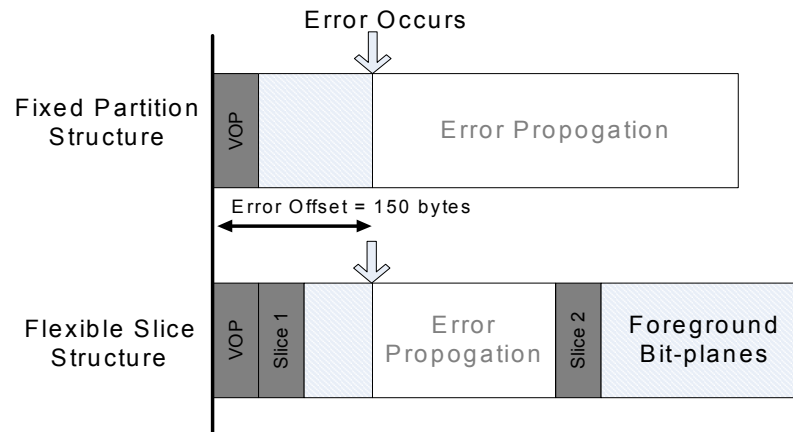 Error Occurs
Fixed Partition
Structure
VOP
Error Propogation
Error Offset = 150 bytes
Flexible Slice
Structure
VOP
Slice 1
Error
Propogation
Slice 2
Foreground
Bit-planes